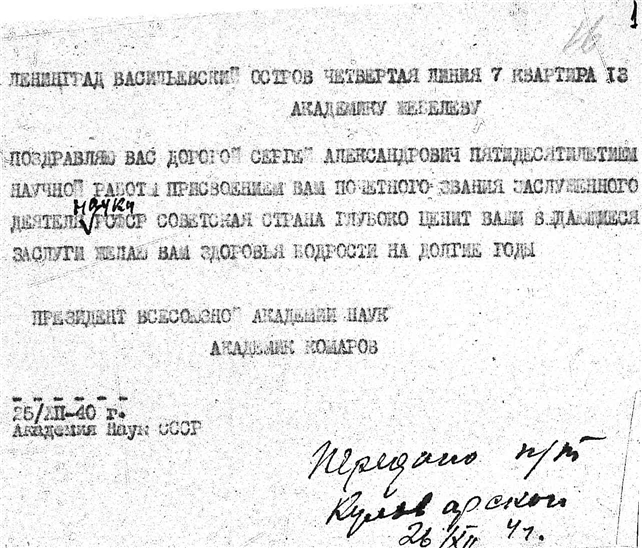 16
ЛЕНИНГРАД ВАСИЛЬЕВСКИЙ ОСТРОВ ЧЕТВЕРТАЯ ЛИНИЯ 7 КВАРТИРА 13
АКАДЕМИКУ ЖЕБЕЛЕВУ
ПОЗДРАВЛЯЮ ВАС ДОРОГОЙ СЕРГЕЙ АЛЕКСАНДРОВИЧ ПЯТИДЕСЯТИЛЕТИЕМ
НАУЧНОЙ РАБОТЫ ПРИСВОЕНИЕМ ВАМ ПОЧЕТНОГО ЗВАНИЯ ЗАСЛУЖЕННОГО
науки
ДЕЯТЕЛЯ РСФСР СОВЕТСКАЯ СТРАНА ГЛУБОКО ЦЕНИТ ВАШИ ВЫДАЮЩИЕСЯ
ЗАСЛУГИ ЖЕЛАЮ ВАМ ЗДОРОВЬЯ БОДРОСТИ НА ДОЛГИЕ ГОДЫ
ПРЕЗИДЕНТ ВСЕСОЮЗНОЙ АКАДЕМИИ НАУК
АКАДЕМИК КОМАРОВ
25/XII-40 г.
Академия Наук СССР
Передано п/т
26/XII